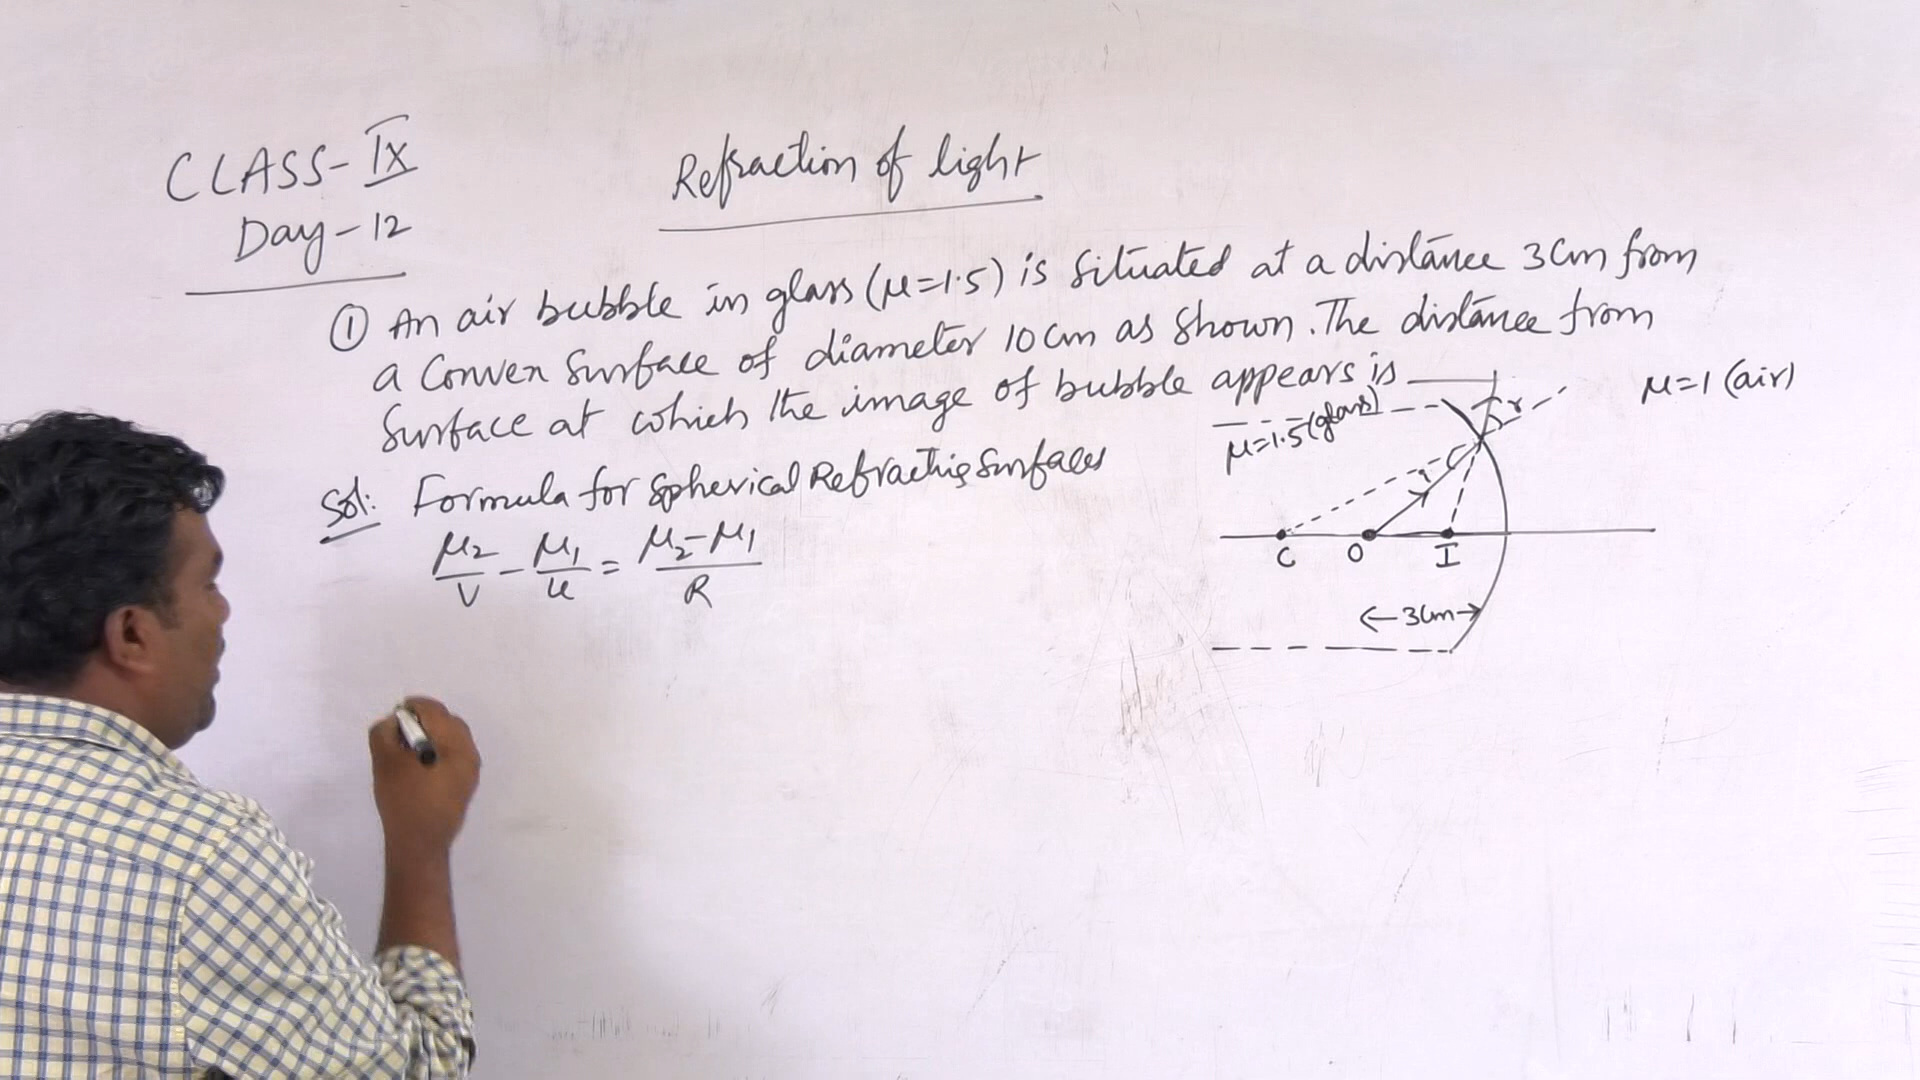 CLASS-IX
Day-12
Refraction of light
① An air bubble in glass (μ=1.5) is situated at a distance 3cm from
a Convex Surface of diameter 10cm as shown. The distance from
Surface at which the image of bubble appears is
Sol: Formula for Spherical Refracting Surfaces
μ2/v - μ1/u = μ2-μ1/R
μ=1.5(glass)
μ=1 (air)
i
r
C O I
←3cm→